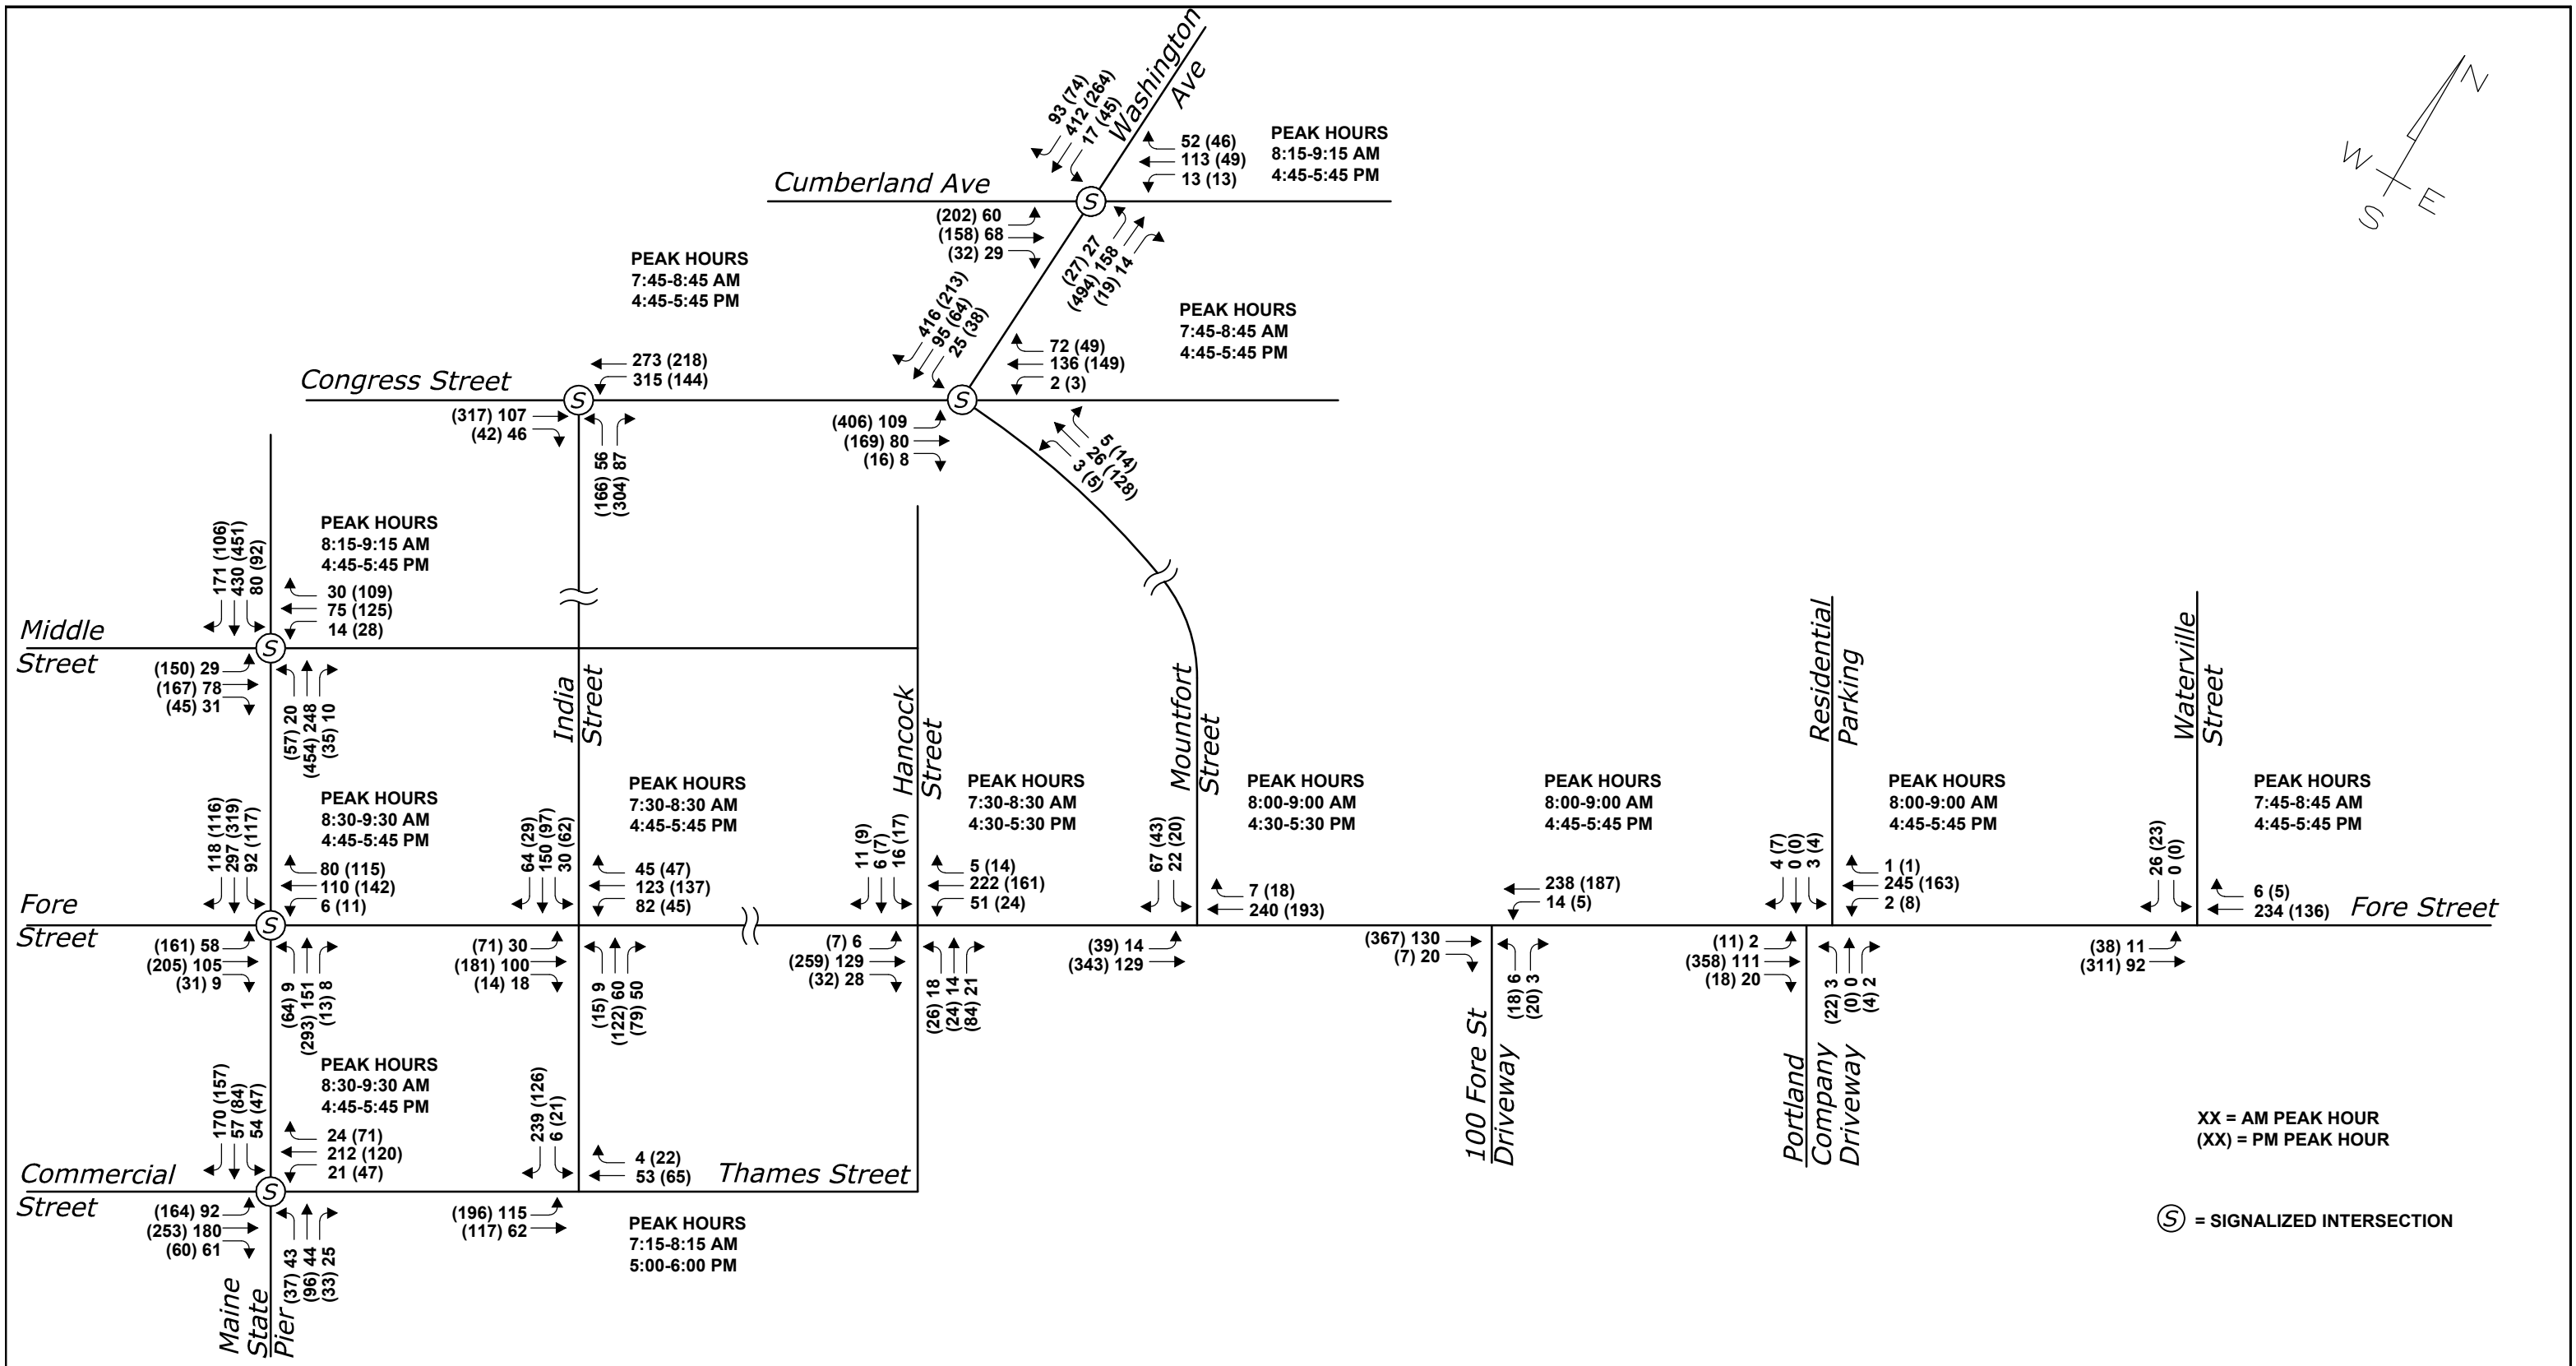 Washington
Ave
93 (74)
412 (264)
17 (45)
52 (46)
113 (49)
13 (13)
PEAK HOURS
8:15-9:15 AM
4:45-5:45 PM
N
W
E
S
Cumberland Ave
S
(202) 60
(158) 68
(32) 29
(27) 27
(494) 158
(19) 14
PEAK HOURS
7:45-8:45 AM
4:45-5:45 PM
416 (213)
95 (64)
25 (38)
PEAK HOURS
7:45-8:45 AM
4:45-5:45 PM
72 (49)
136 (149)
2 (3)
Congress Street
273 (218)
315 (144)
S
S
(317) 107
(42) 46
(166) 56
(304) 87
(406) 109
(169) 80
(16) 8
5 (14)
26 (128)
3 (5)
171 (106)
430 (451)
80 (92)
PEAK HOURS
8:15-9:15 AM
4:45-5:45 PM
30 (109)
75 (125)
14 (28)
Middle
Street
S
(150) 29
(167) 78
(45) 31
(57) 20
(454) 248
(35) 10
India
Street
Hancock
Street
Mountfort
Street
Residential
Parking
Waterville
Street
118 (116)
297 (319)
92 (117)
PEAK HOURS
8:30-9:30 AM
4:45-5:45 PM
80 (115)
110 (142)
6 (11)
64 (29)
150 (97)
30 (62)
PEAK HOURS
7:30-8:30 AM
4:45-5:45 PM
45 (47)
123 (137)
82 (45)
11 (9)
6 (7)
16 (17)
PEAK HOURS
7:30-8:30 AM
4:30-5:30 PM
5 (14)
222 (161)
51 (24)
67 (43)
22 (20)
PEAK HOURS
8:00-9:00 AM
4:30-5:30 PM
7 (18)
240 (193)
PEAK HOURS
8:00-9:00 AM
4:45-5:45 PM
238 (187)
14 (5)
4 (7)
0 (0)
3 (4)
PEAK HOURS
8:00-9:00 AM
4:45-5:45 PM
1 (1)
245 (163)
2 (8)
26 (23)
0 (0)
PEAK HOURS
7:45-8:45 AM
4:45-5:45 PM
6 (5)
234 (136)
Fore Street
Fore
Street
S
(161) 58
(205) 105
(31) 9
(64) 9
(293) 151
(13) 8
(71) 30
(181) 100
(14) 18
(15) 9
(122) 60
(79) 50
(7) 6
(259) 129
(32) 28
(26) 18
(24) 14
(84) 21
(39) 14
(343) 129
(367) 130
(7) 20
(18) 6
(20) 3
100 Fore St
Driveway
(11) 2
(358) 111
(18) 20
(22) 3
(0) 0
(4) 2
Portland
Company
Driveway
(38) 11
(311) 92
170 (157)
57 (84)
54 (47)
PEAK HOURS
8:30-9:30 AM
4:45-5:45 PM
24 (71)
212 (120)
21 (47)
239 (126)
6 (21)
4 (22)
53 (65)
Thames Street
Commercial
Street
S
(164) 92
(253) 180
(60) 61
(37) 43
(96) 44
(33) 25
(196) 115
(117) 62
PEAK HOURS
7:15-8:15 AM
5:00-6:00 PM
Maine
State
Pier
XX = AM PEAK HOUR
(XX) = PM PEAK HOUR
S = SIGNALIZED INTERSECTION